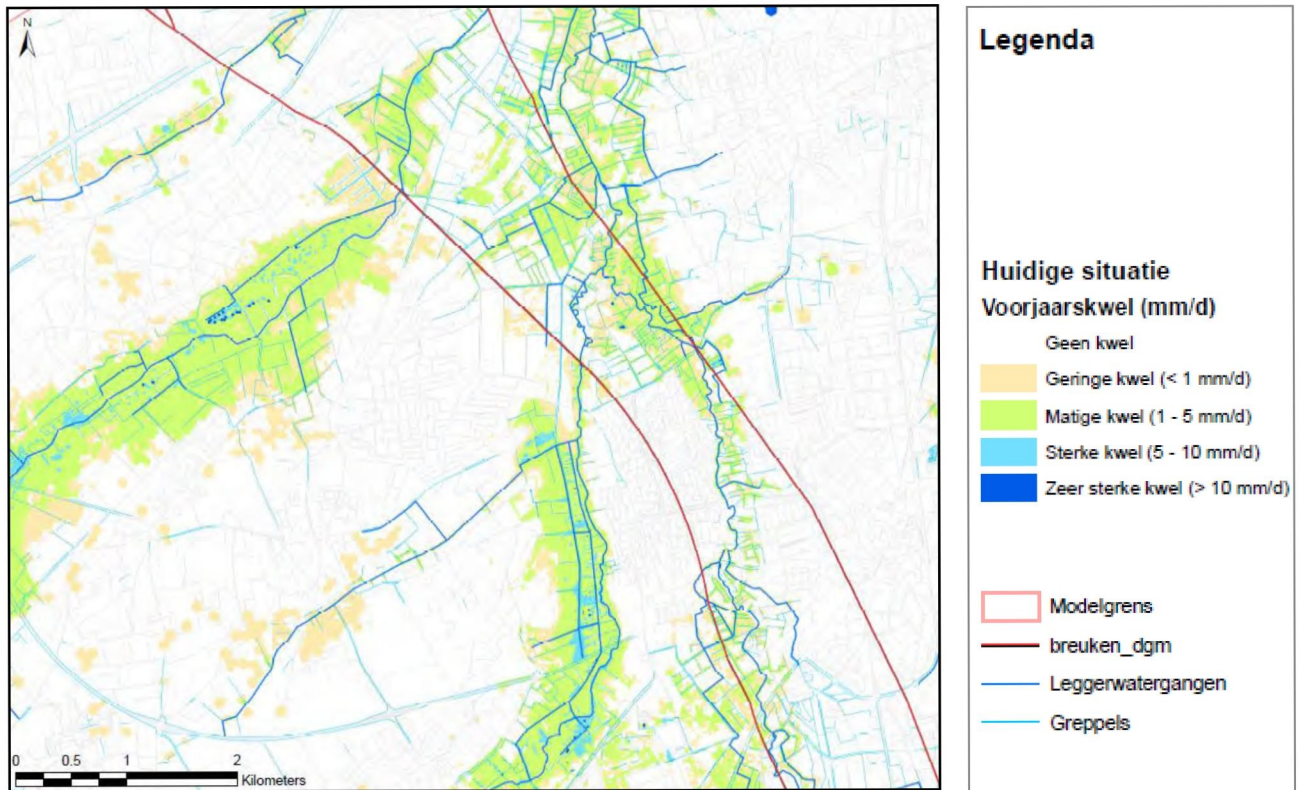 N
0 0.5 1 2
Kilometers
Legenda
Huidige situatie
Voorjaarskwel (mm/d)
Geen kwel
Geringe kwel (< 1 mm/d)
Matige kwel (1 - 5 mm/d)
Sterke kwel (5 - 10 mm/d)
Zeer sterke kwel (> 10 mm/d)
Modelgrens
breuken_dgm
Leggerwatergangen
Greppels